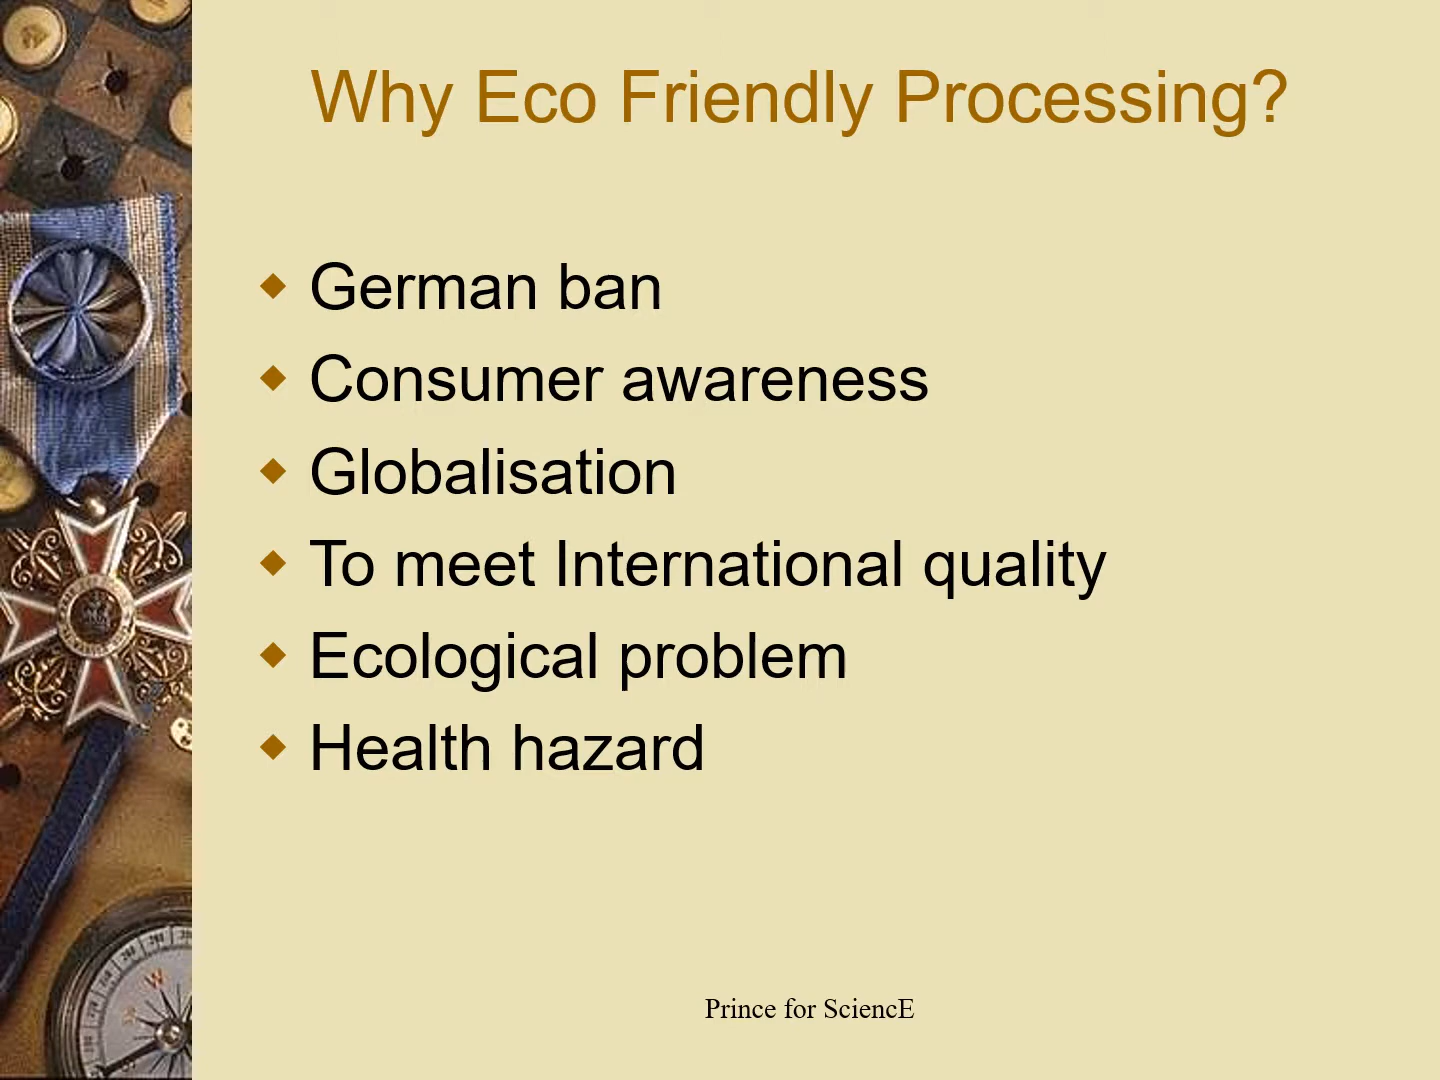 Why Eco Friendly Processing?
German ban
Consumer awareness
Globalisation
To meet International quality
Ecological problem
Health hazard
Prince for SciencE